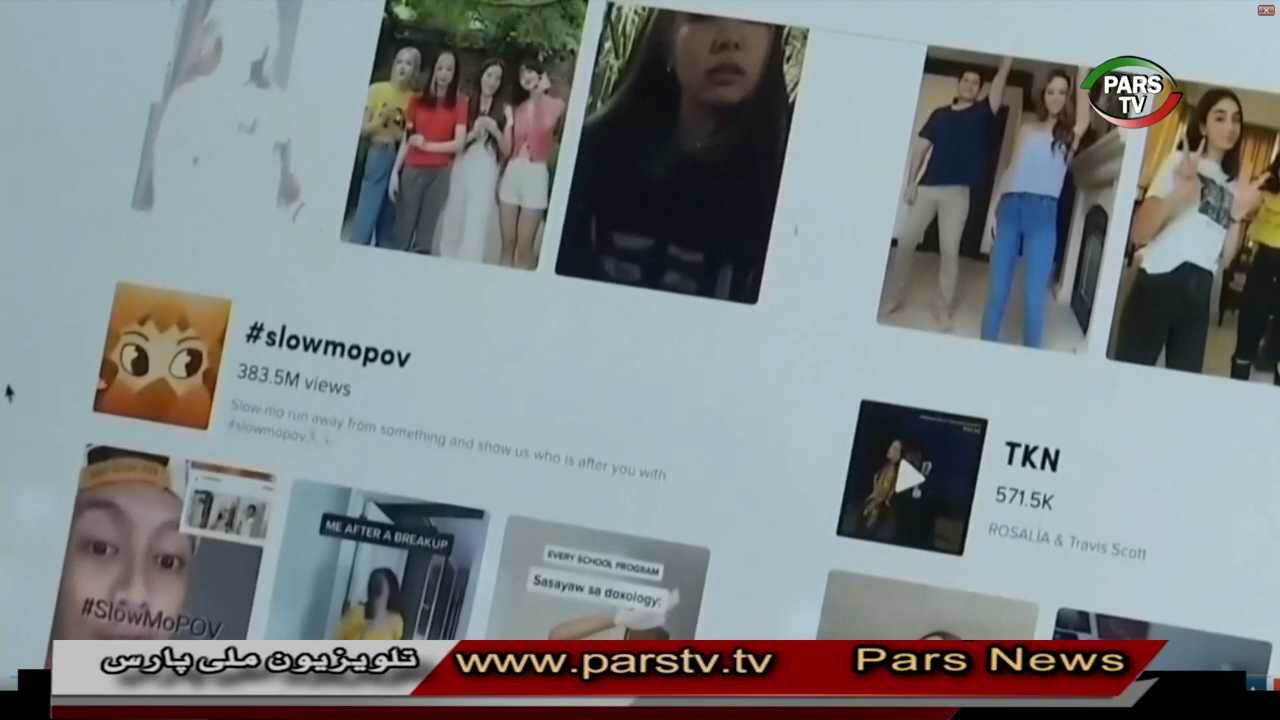 PARS
TV
#slowmopov
383.5M views
Slow-mo run away from something and show us who is after you with
#slowmopov
TKN
571.5K
ROSALÍA & Travis Scott
ME AFTER A BREAKUP
EVERY SCHOOL PROGRAM
Sasayaw sa doxology:
#SlowMoPOV
تلویزیون ملی پارس
www.parstv.tv
Pars News